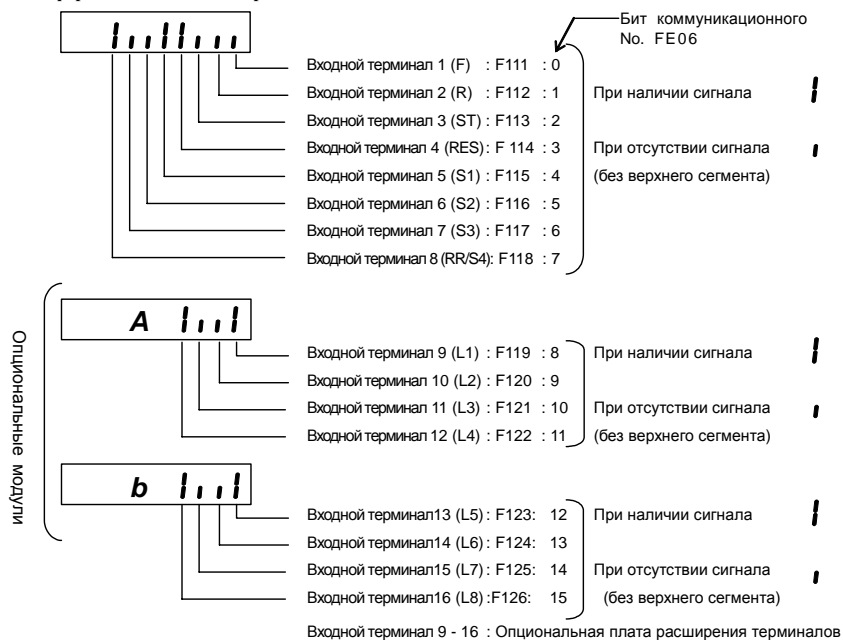 Бит коммуникационного
No. FE06
Входной терминал 1 (F) : F111 : 0
Входной терминал 2 (R) : F112 : 1 При наличии сигнала
Входной терминал 3 (ST) : F113 : 2
Входной терминал 4 (RES): F 114 : 3 При отсутствии сигнала
Входной терминал 5 (S1) : F115 : 4 (без верхнего сегмента)
Входной терминал 6 (S2) : F116 : 5
Входной терминал 7 (S3) : F117 : 6
Входной терминал 8 (RR/S4): F118 : 7
Опциональные модули
A
Входной терминал 9 (L1) : F119 : 8 При наличии сигнала
Входной терминал 10 (L2) : F120 : 9
Входной терминал 11 (L3) : F121 : 10 При отсутствии сигнала
Входной терминал 12 (L4) : F122 : 11 (без верхнего сегмента)
b
Входной терминал13 (L5) : F123: 12 При наличии сигнала
Входной терминал14 (L6) : F124: 13
Входной терминал15 (L7) : F125: 14 При отсутствии сигнала
Входной терминал16 (L8) :F126: 15 (без верхнего сегмента)
Входной терминал 9 - 16 : Опциональная плата расширения терминалов